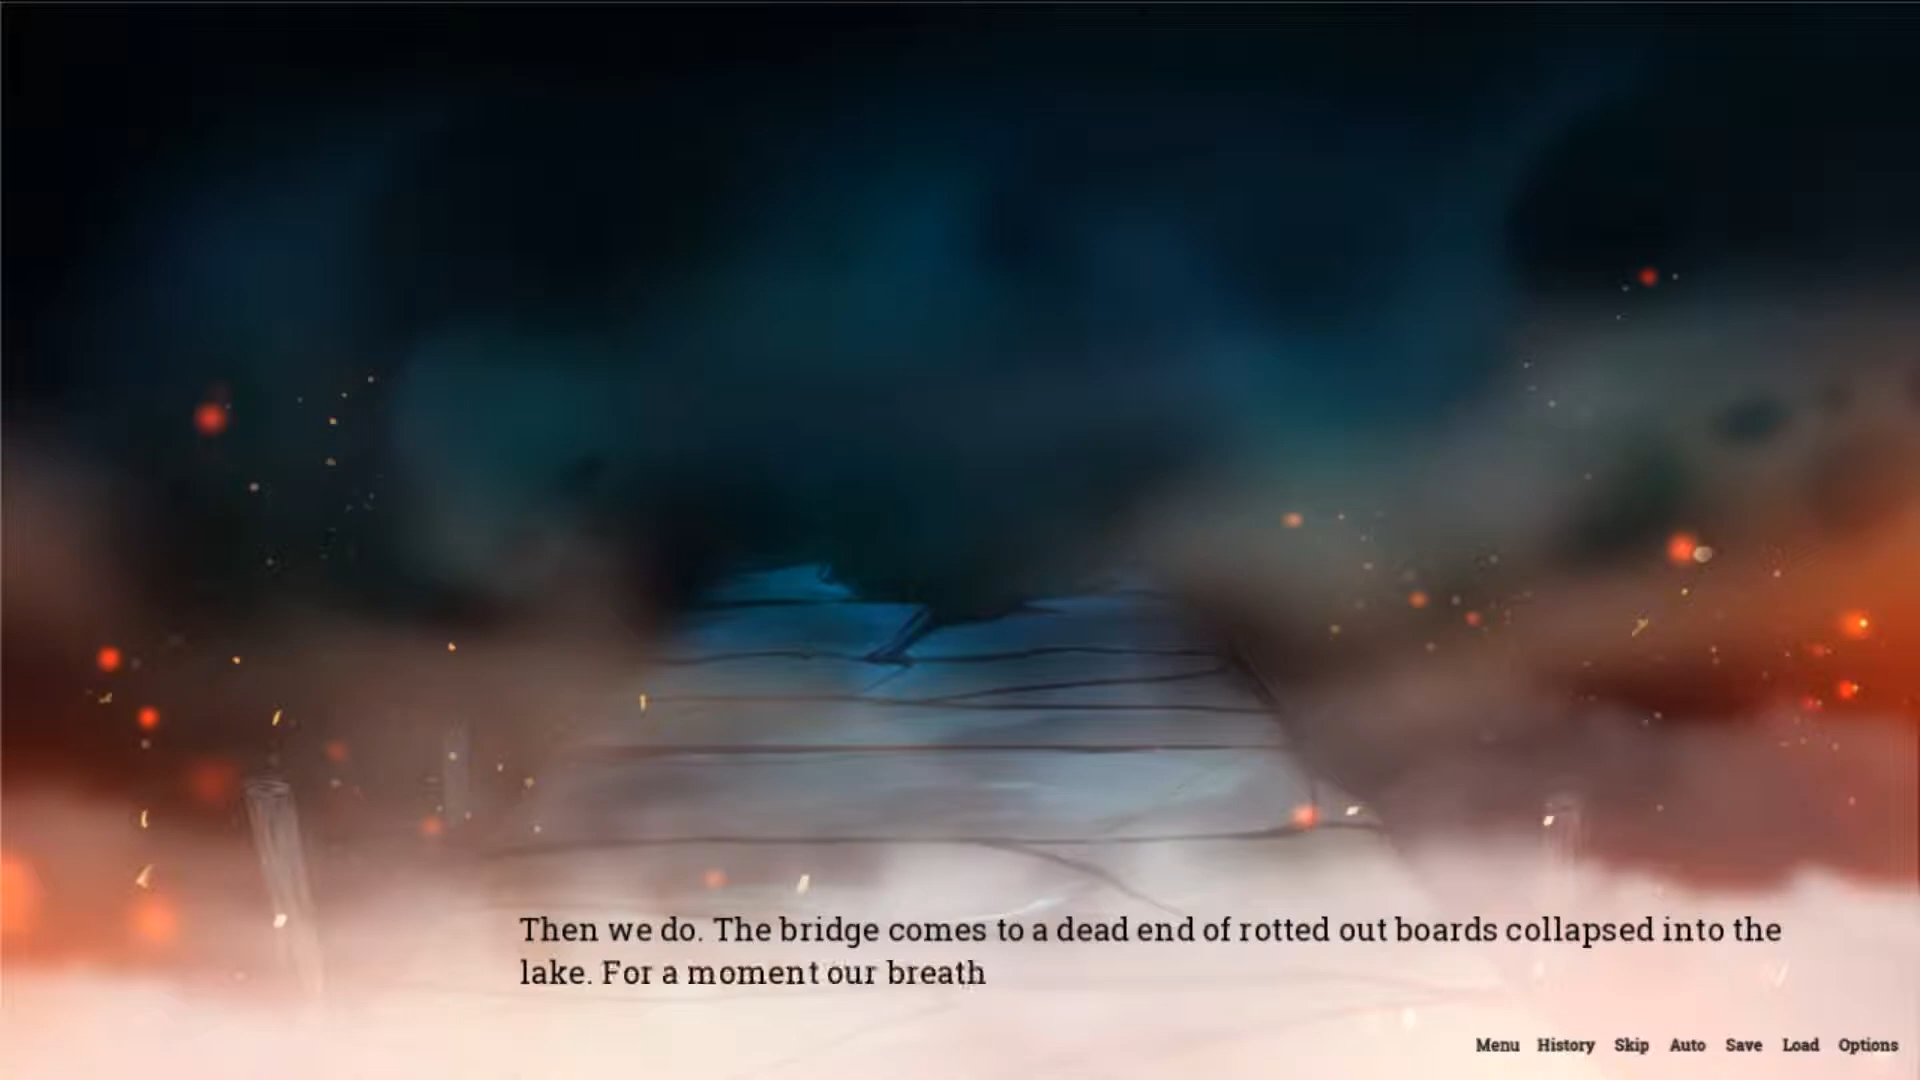 Then we do. The bridge comes to a dead end of rotted out boards collapsed into the
lake. For a moment our breath
Menu History Skip Auto Save Load Options